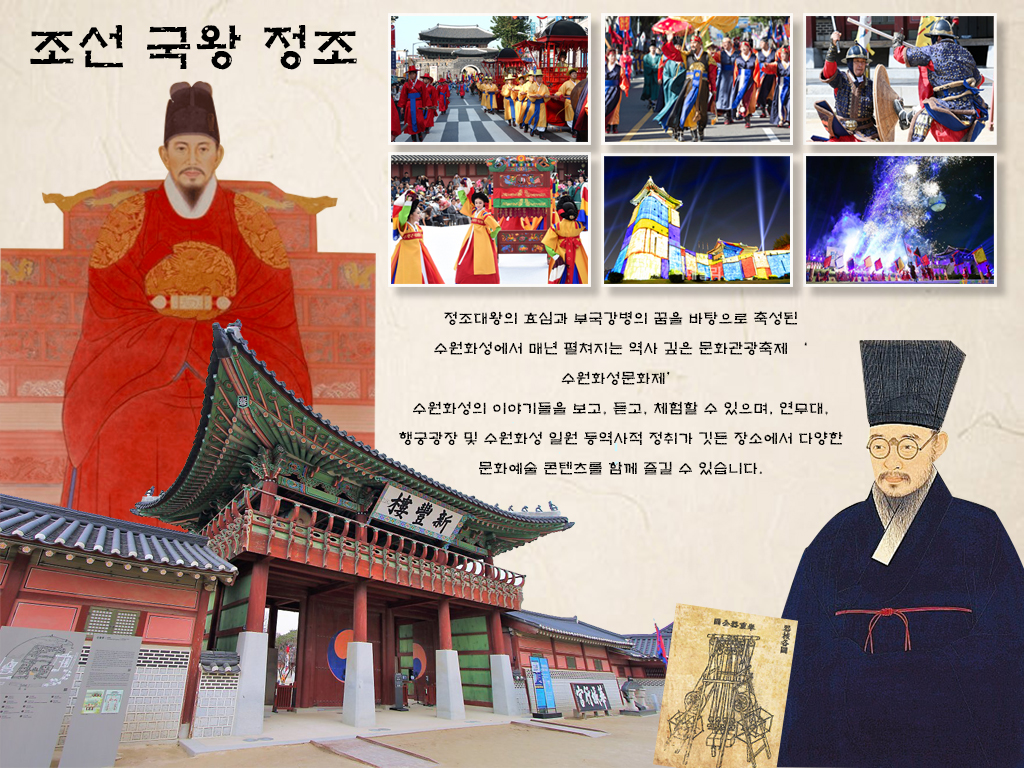 조선 국왕 정조
정조대왕의 효심과 부국강병의 꿈을 바탕으로 축성된
수원화성에서 매년 펼쳐지는 역사 깊은 문화관광축제 ‘
수원화성문화제’
수원화성의 이야기들을 보고, 듣고, 체험할 수 있으며, 연무대,
행궁광장 및 수원화성 일원 등역사적 정취가 깃든 장소에서 다양한
문화예술 콘텐츠를 함께 즐길 수 있습니다.
樓豐新
圖全器重擧